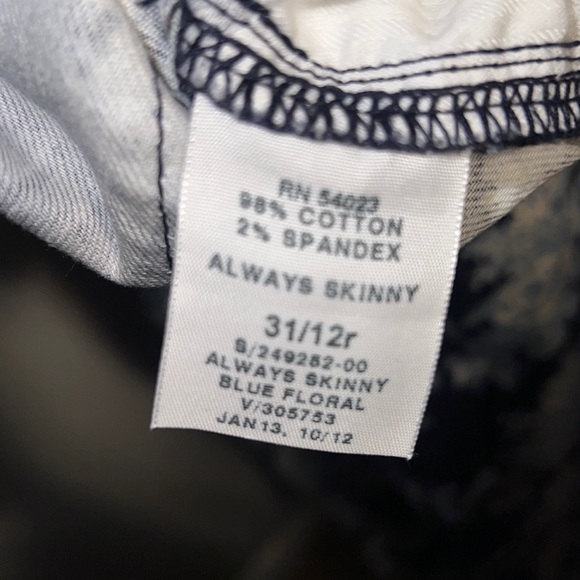 RN 54023
98% COTTON
2% SPANDEX
ALWAYS SKINNY
31/12r
S/249282-00
ALWAYS SKINNY
BLUE FLORAL
V/305753
JAN13, 10/12